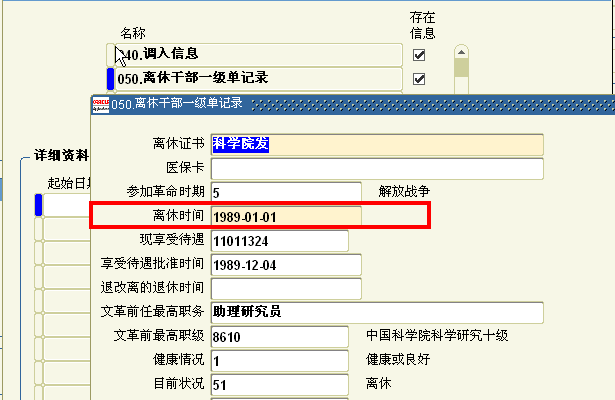 名称
存在
信息
040.调入信息
050.离休干部一级单记录
ORACLE 050.离休干部一级单记录
详细资料
起始日期
离休证书 科学院发
医保卡
参加革命时期 5 解放战争
离休时间 1989-01-01
现享受待遇 11011324
享受待遇批准时间 1989-12-04
退改离的退休时间
文革前任最高职务 助理研究员
文革前最高职级 8610 中国科学院科学研究十级
健康情况 1 健康或良好
目前状况 51 离休